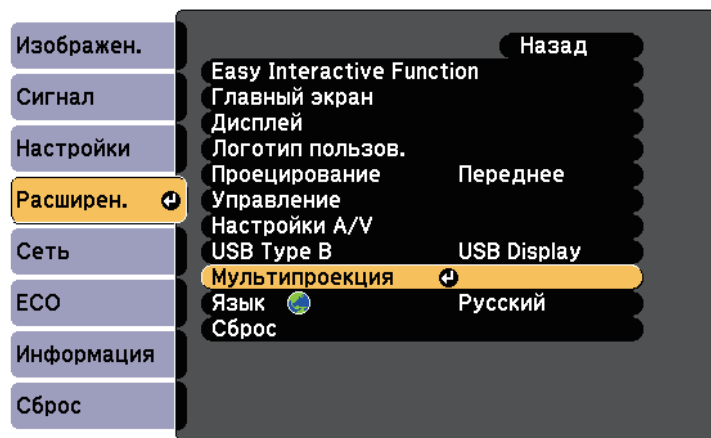 Изображен.
Сигнал
Настройки
Расширен.
Сеть
ECO
Информация
Сброс
Назад
Easy Interactive Function
Главный экран
Дисплей
Логотип пользов.
Проецирование Переднее
Управление
Настройки A/V
USB Type B USB Display
Мультипроекция
Язык Русский
Сброс